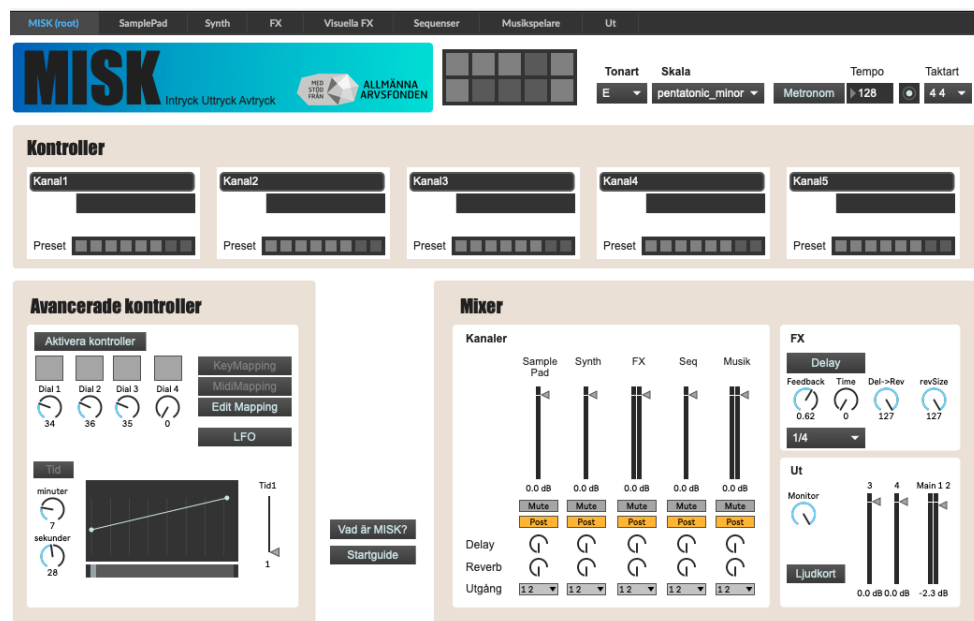 MISK (root) SamplePad Synth FX Visuella FX Sequenser Musikspelare Ut
MISK
Intryck Uttryck Avtryck
MED
STÖD
FRÅN
ALLMÄNNA
ARVSFONDEN
Tonart Skala Tempo Taktart
E pentatonic_minor Metronom 128 4 4
Kontroller
Kanal1 Kanal2 Kanal3 Kanal4 Kanal5
Preset Preset Preset Preset Preset
Avancerade kontroller
Aktivera kontroller
KeyMapping
MidiMapping
Edit Mapping
Dial 1 Dial 2 Dial 3 Dial 4
34 36 35 0
LFO
Tid
minuter
7
sekunder
28
Tid1
1
Vad är MISK?
Startguide
Mixer
Kanaler
Sample Pad Synth FX Seq Musik
0.0 dB 0.0 dB 0.0 dB 0.0 dB 0.0 dB
Mute Mute Mute Mute Mute
Post Post Post Post Post
Delay
Reverb
Utgång 1 2 1 2 1 2 1 2 1 2
FX
Delay
Feedback Time Del->Rev revSize
0.62 0 127 127
1/4
Ut
Monitor
3 4 Main 1 2
Ljudkort
0.0 dB 0.0 dB -2.3 dB